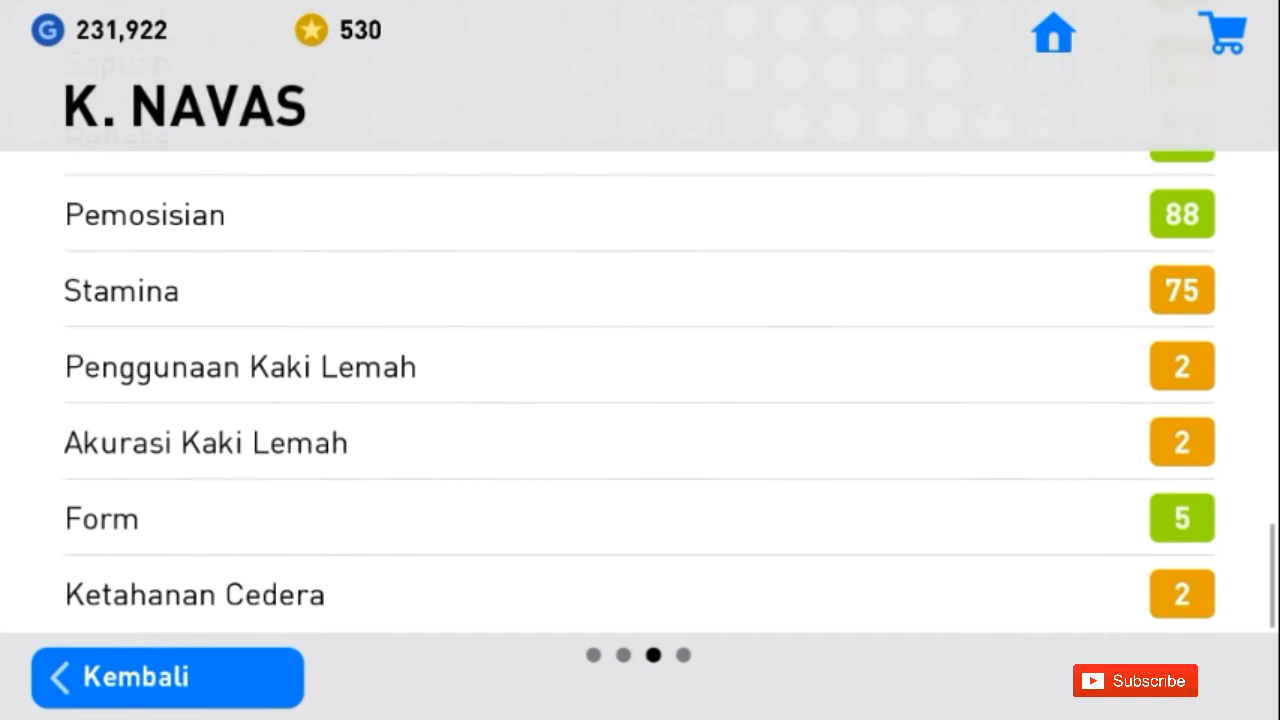 G 231,922 530
K. NAVAS
Pemosisian 88
Stamina 75
Penggunaan Kaki Lemah 2
Akurasi Kaki Lemah 2
Form 5
Ketahanan Cedera 2
Kembali
Subscribe